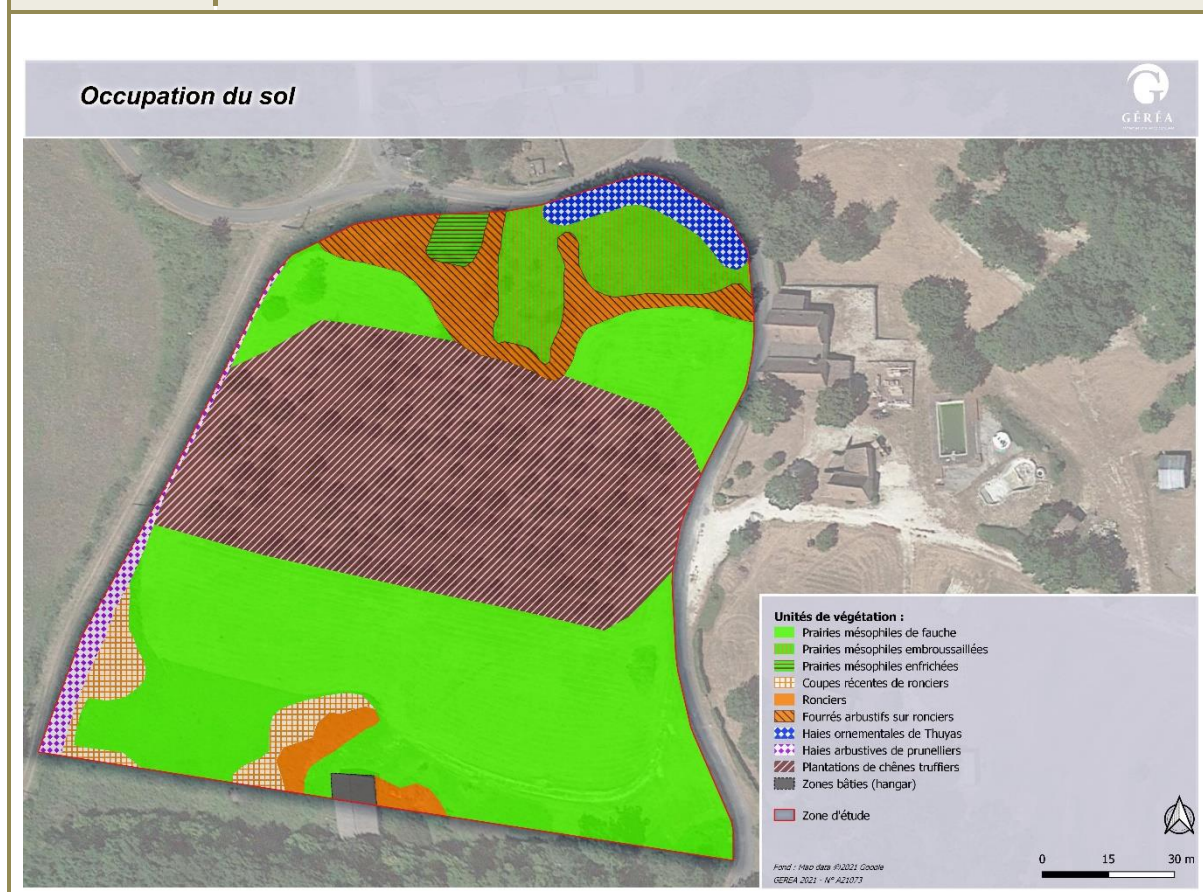 Occupation du sol
GÉRÉA
Unités de végétation :
Prairies mésophiles de fauche
Prairies mésophiles embroussaillées
Prairies mésophiles enfrichées
Coupes récentes de ronciers
Ronciers
Fourrés arbustifs sur ronciers
Haies ornementales de Thuyas
Haies arbustives de prunelliers
Plantations de chênes truffiers
Zones bâties (hangar)
Zone d'étude
0 15 30 m
Fond : Map data ©2021 Google
GEREA 2021 - N° A21073